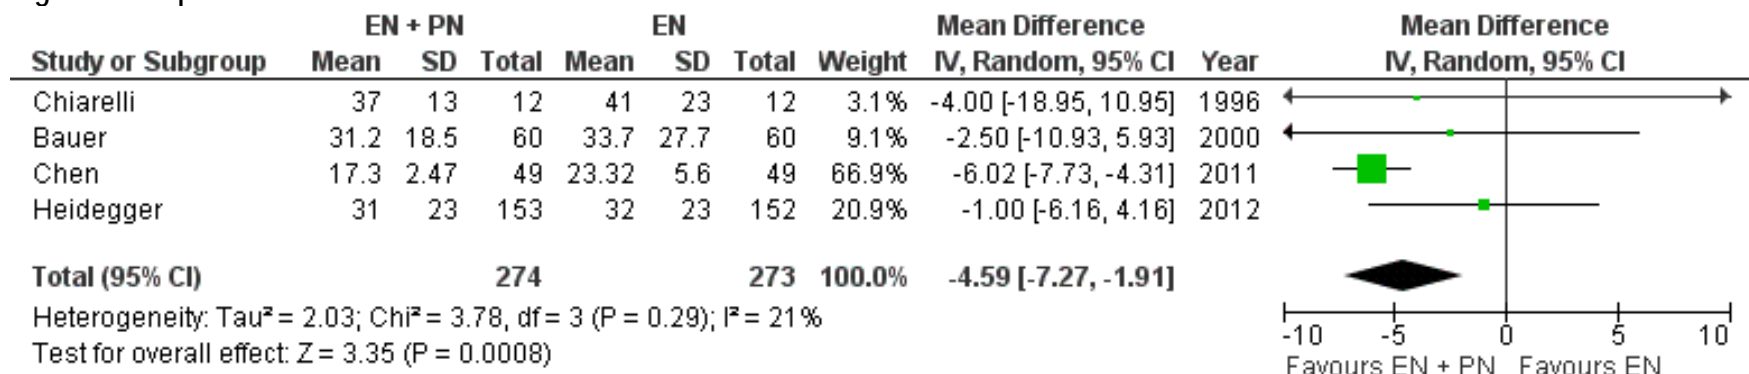 EN + PN EN Mean Difference Mean Difference
Study or Subgroup Mean SD Total Mean SD Total Weight IV, Random, 95% CI Year IV, Random, 95% CI
Chiarelli 37 13 12 41 23 12 3.1% -4.00 [-18.95, 10.95] 1996
Bauer 31.2 18.5 60 33.7 27.7 60 9.1% -2.50 [-10.93, 5.93] 2000
Chen 17.3 2.47 49 23.32 5.6 49 66.9% -6.02 [-7.73, -4.31] 2011
Heidegger 31 23 153 32 23 152 20.9% -1.00 [-6.16, 4.16] 2012
Total (95% CI) 274 273 100.0% -4.59 [-7.27, -1.91]
Heterogeneity: Tau² = 2.03; Chi² = 3.78, df = 3 (P = 0.29); I² = 21%
Test for overall effect: Z = 3.35 (P = 0.0008)
-10 -5 0 5 10
Favours EN + PN Favours EN